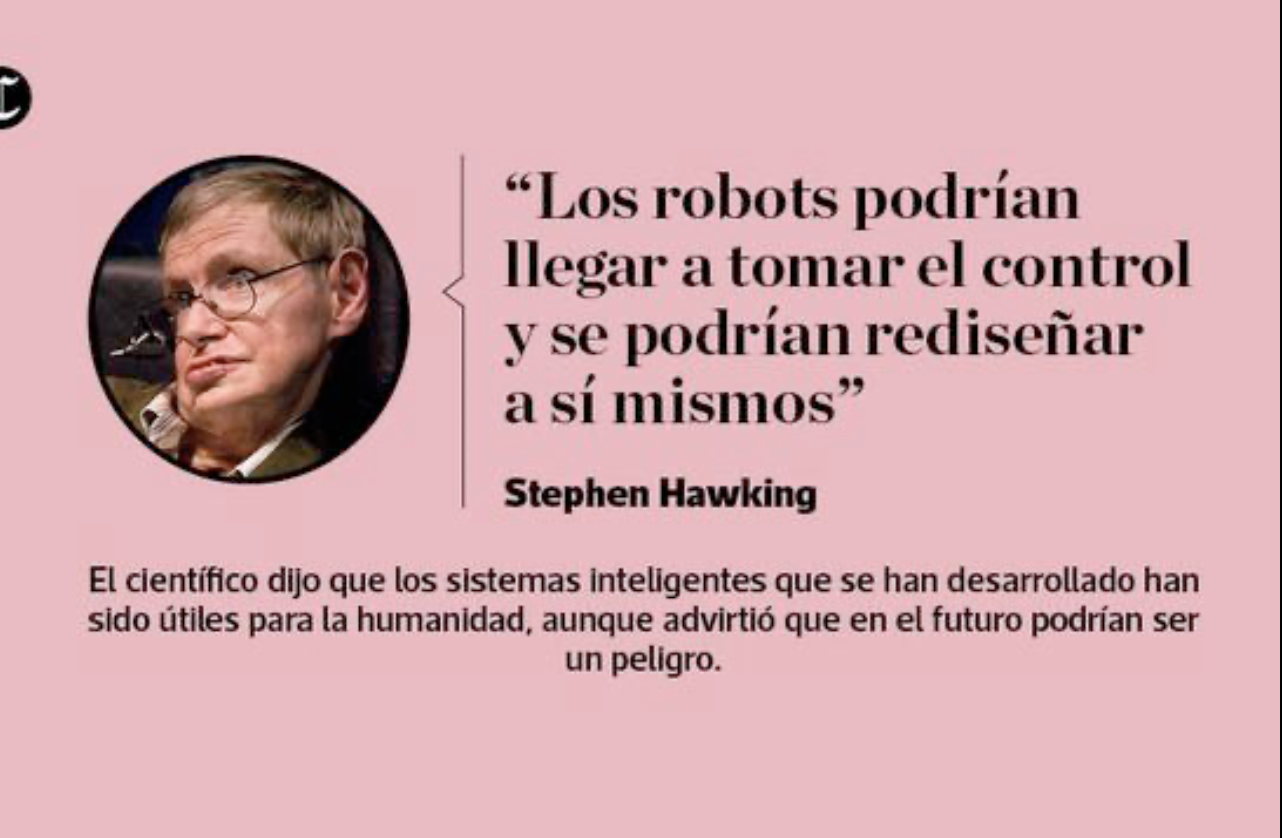 “Los robots podrían
llegar a tomar el control
y se podrían rediseñar
a sí mismos”
Stephen Hawking
El científico dijo que los sistemas inteligentes que se han desarrollado han
sido útiles para la humanidad, aunque advirtió que en el futuro podrían ser
un peligro.